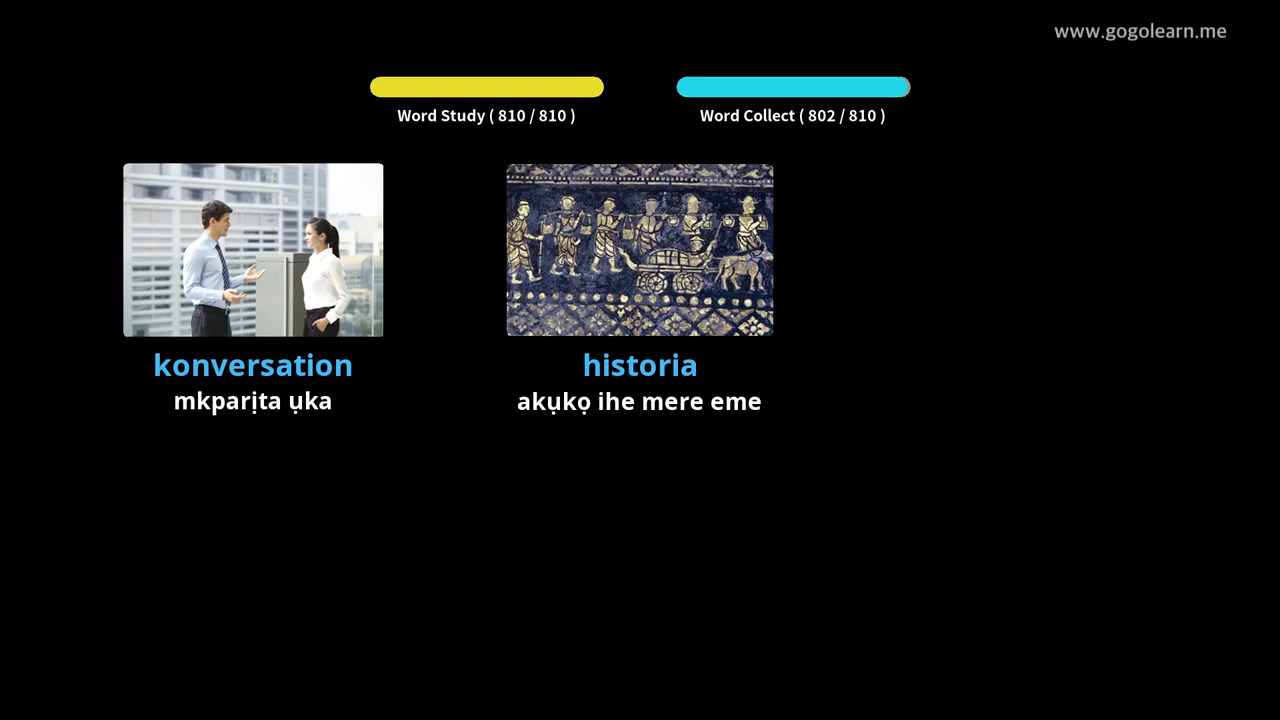 www.gogolearn.me
Word Study ( 810 / 810 )
Word Collect ( 802 / 810 )
konversation
mkparịta ụka
historia
akụkọ ihe mere eme